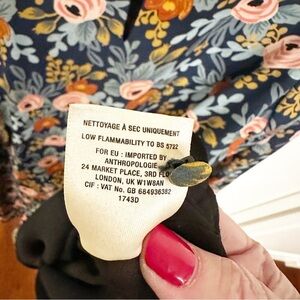 NETTOYAGE À SEC UNIQUEMENT
LOW FLAMMABILITY TO BS 5722
FOR EU : IMPORTED BY
ANTHROPOLOGIE
24 MARKET PLACE, 3RD
LONDON, UK W1W8AN
CIF : VAT No. GB 684936382
1743D